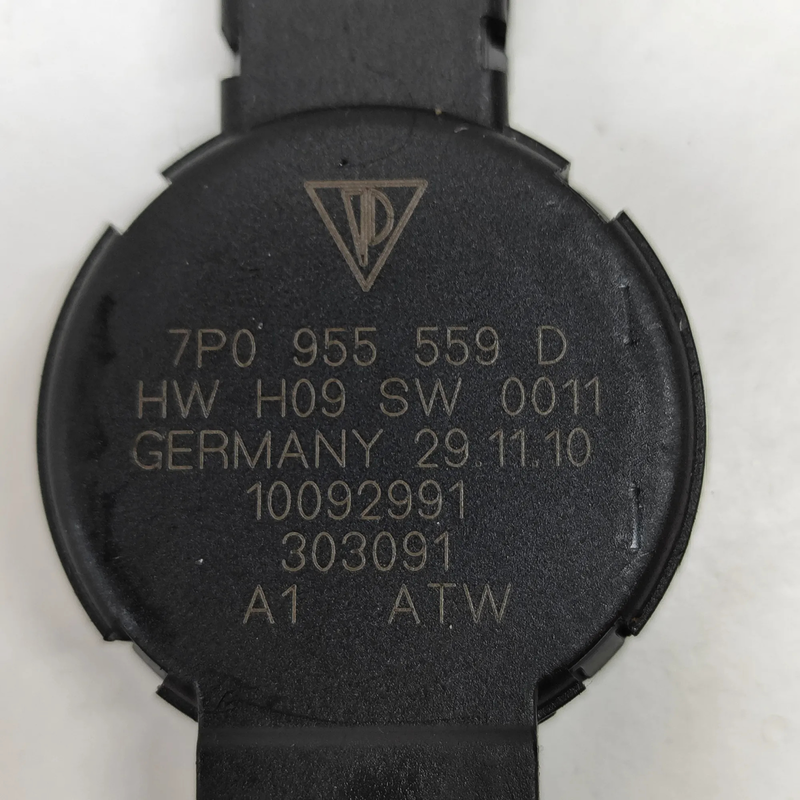 7P0 955 559 D
HW H09 SW 0011
GERMANY 29.11.10
10092991
303091
A1 ATW